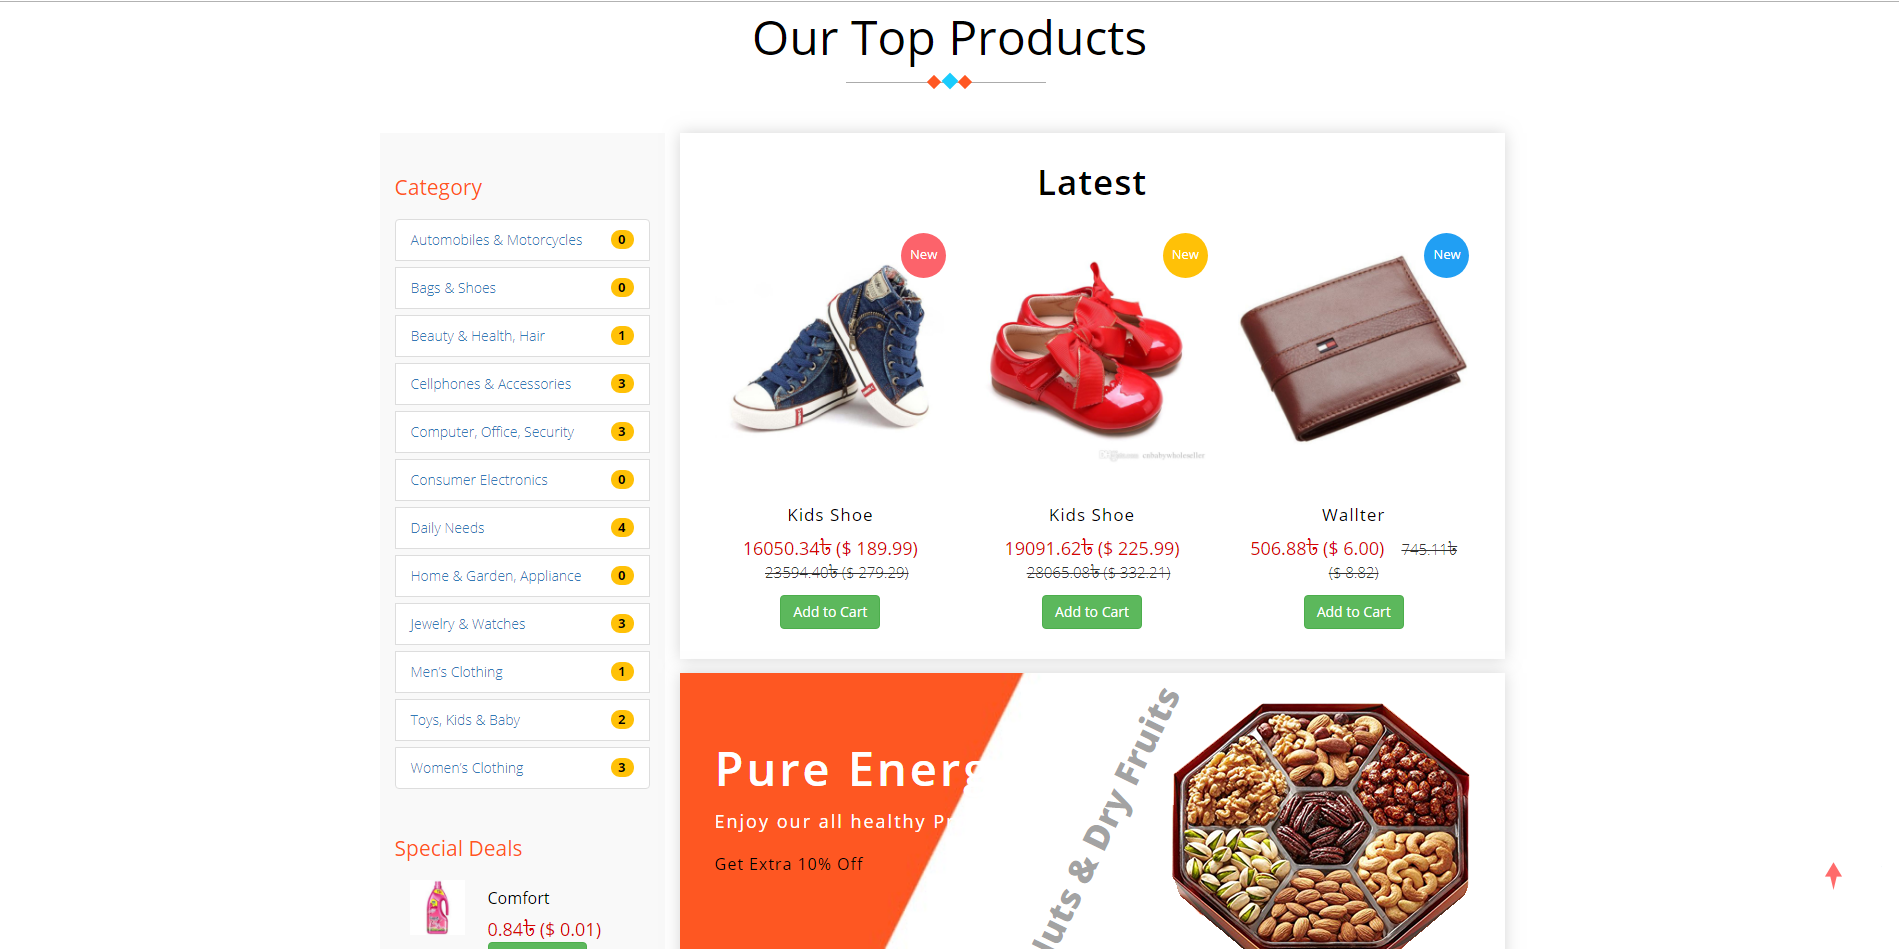 Our Top Products
Category
Automobiles & Motorcycles 0
Bags & Shoes 0
Beauty & Health, Hair 1
Cellphones & Accessories 3
Computer, Office, Security 3
Consumer Electronics 0
Daily Needs 4
Home & Garden, Appliance 0
Jewelry & Watches 3
Men's Clothing 1
Toys, Kids & Baby 2
Women's Clothing 3
Special Deals
Comfort
0.84৳ ($ 0.01)
Latest
New
New
New
cnbabywholeseller
Kids Shoe
16050.34৳ ($ 189.99)
23594.40৳ ($ 279.29)
Add to Cart
Kids Shoe
19091.62৳ ($ 225.99)
28065.08৳ ($ 332.21)
Add to Cart
Wallter
506.88৳ ($ 6.00) 745.11৳
($ 8.82)
Add to Cart
Pure Energ
Enjoy our all healthy Pr
Get Extra 10% Off
uts & Dry Fruits